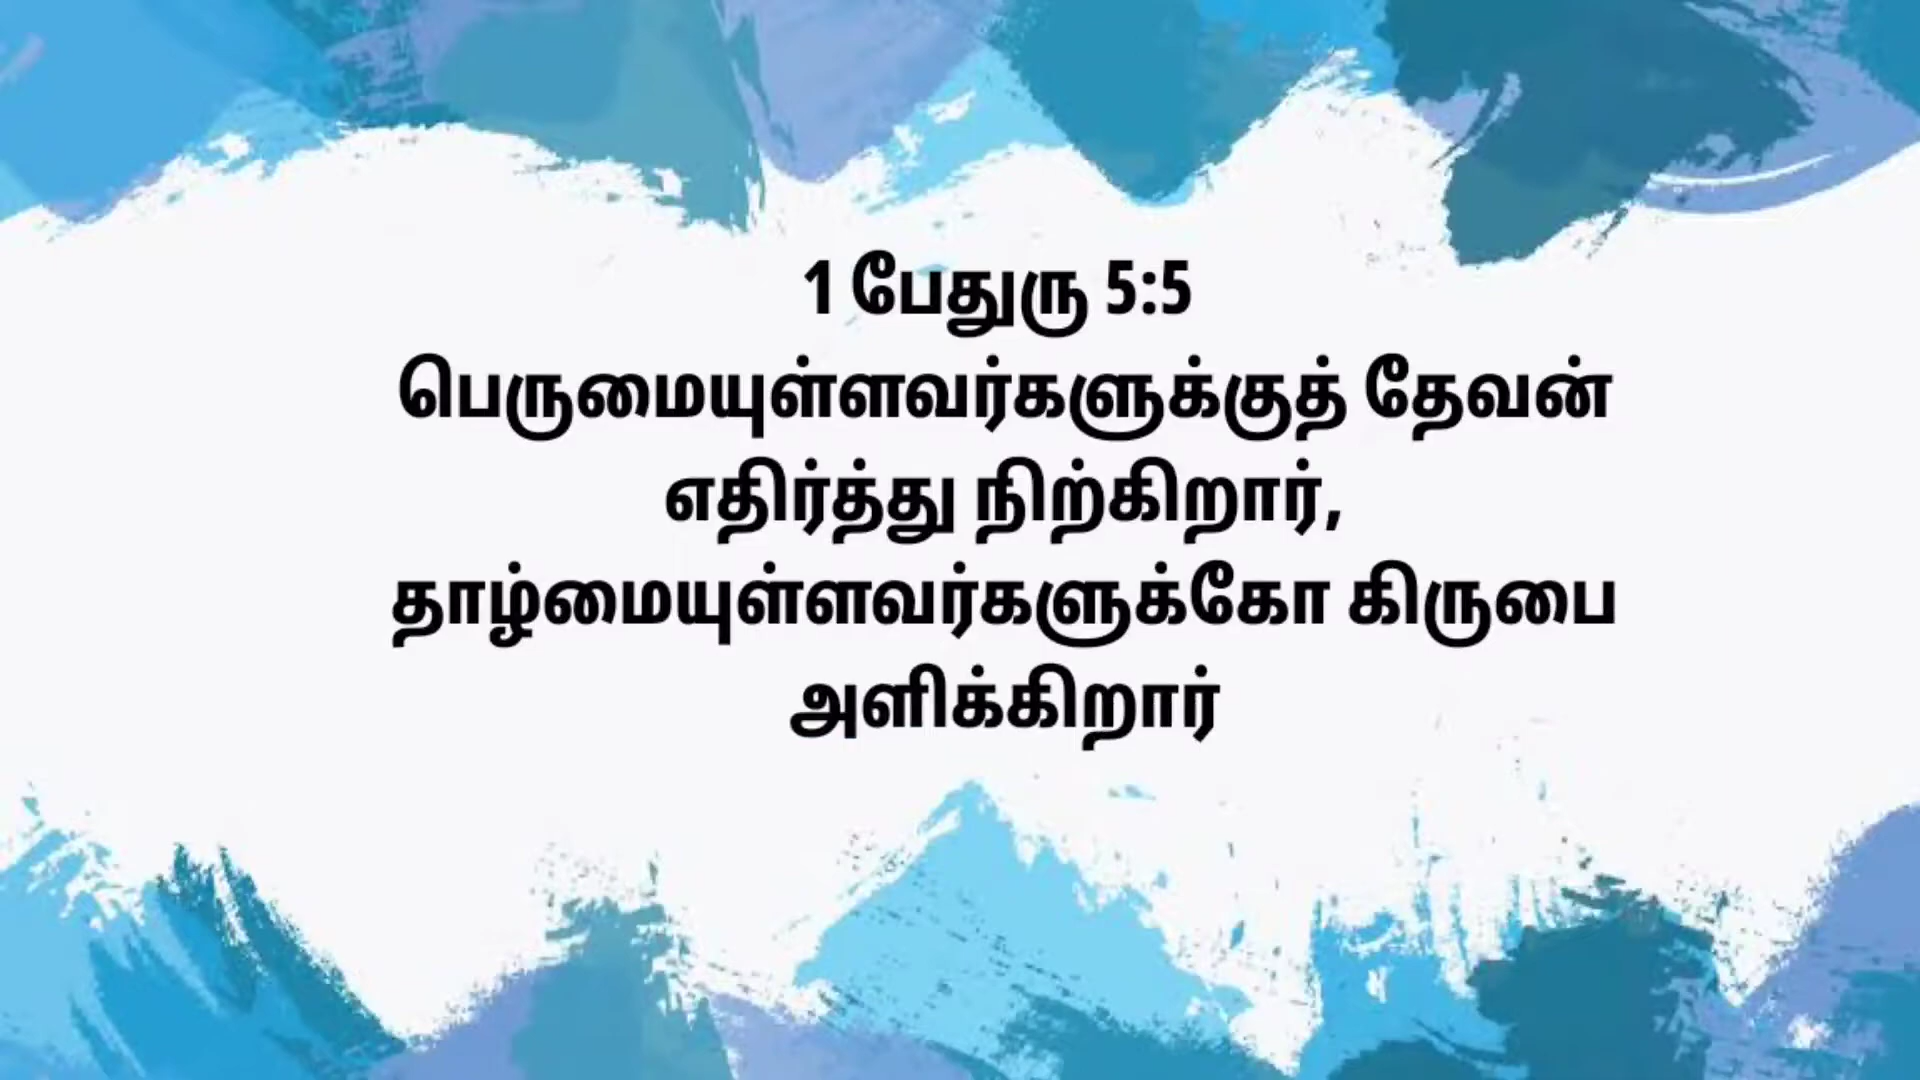 1 பேதுரு 5:5
பெருமையுள்ளவர்களுக்குத் தேவன்
எதிர்த்து நிற்கிறார்,
தாழ்மையுள்ளவர்களுக்கோ கிருபை
அளிக்கிறார்